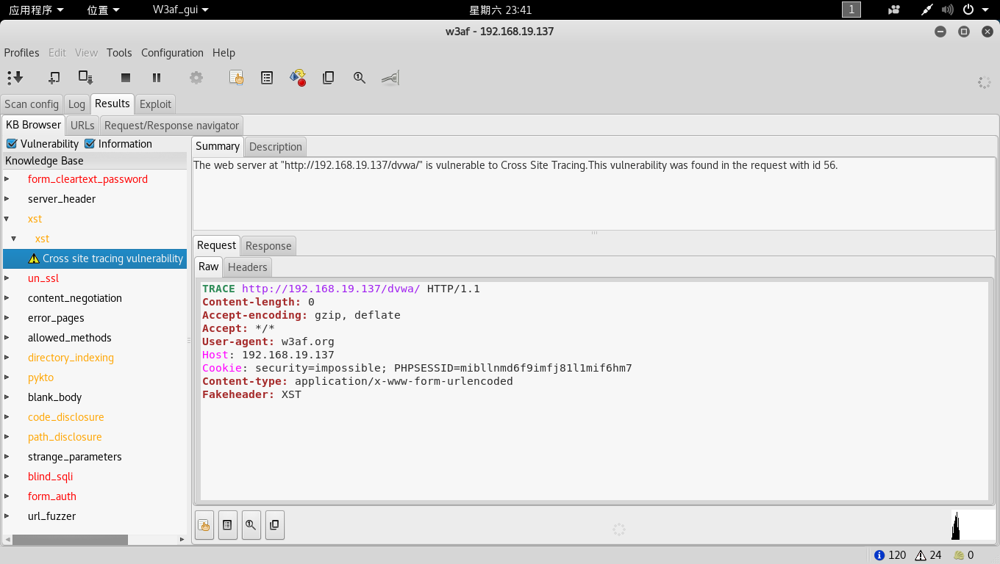 应用程序 位置 W3af_gui 星期六 23:41 1
w3af - 192.168.19.137
Profiles Edit View Tools Configuration Help
Scan config Log Results Exploit
KB Browser URLs Request/Response navigator
Vulnerability Information
Knowledge Base
form_cleartext_password
server_header
xst
xst
Cross site tracing vulnerability
un_ssl
content_negotiation
error_pages
allowed_methods
directory_indexing
pykto
blank_body
code_disclosure
path_disclosure
strange_parameters
blind_sqli
form_auth
url_fuzzer
Summary Description
The web server at "http://192.168.19.137/dvwa/" is vulnerable to Cross Site Tracing.This vulnerability was found in the request with id 56.
Request Response
Raw Headers
TRACE http://192.168.19.137/dvwa/ HTTP/1.1
Content-length: 0
Accept-encoding: gzip, deflate
Accept: */*
User-agent: w3af.org
Host: 192.168.19.137
Cookie: security=impossible; PHPSESSID=mibllnmd6f9imfj81l1mif6hm7
Content-type: application/x-www-form-urlencoded
Fakeheader: XST
120 24 0